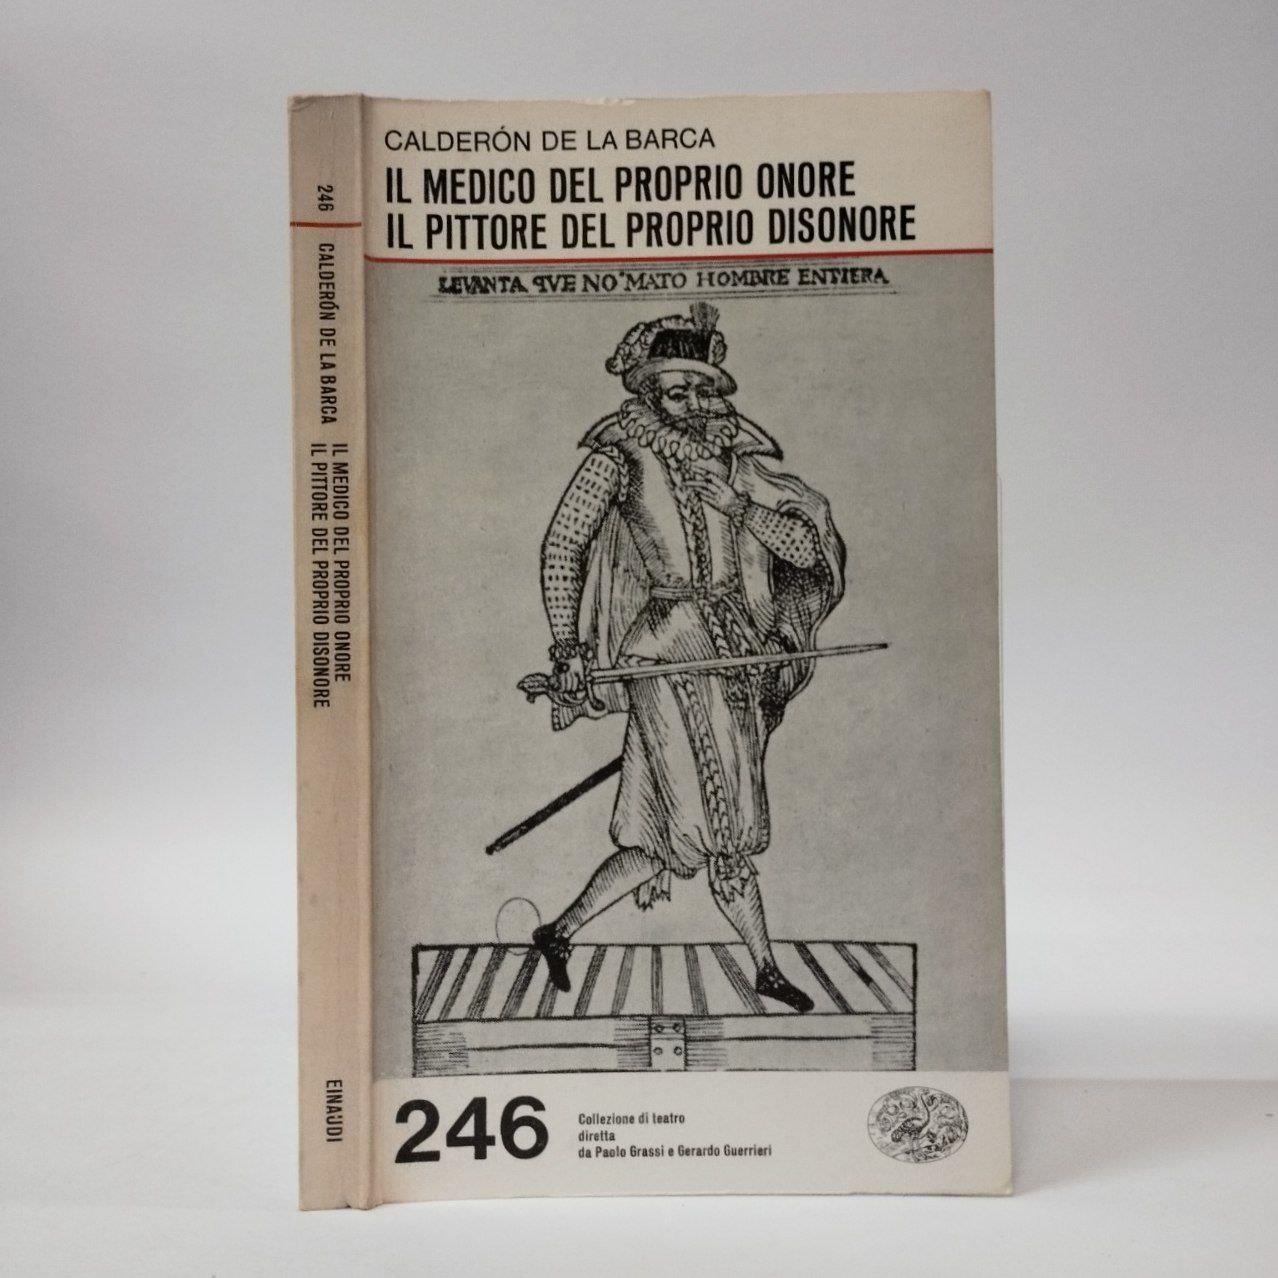 246
CALDERÓN DE LA BARCA
IL MEDICO DEL PROPRIO ONORE
IL PITTORE DEL PROPRIO DISONORE
EINAUDI
CALDERÓN DE LA BARCA
IL MEDICO DEL PROPRIO ONORE
IL PITTORE DEL PROPRIO DISONORE
LEVANTA QVE NO MATO HOMBRE ENTIERA
246
Collezione di teatro
diretta
da Paolo Grassi e Gerardo Guerrieri